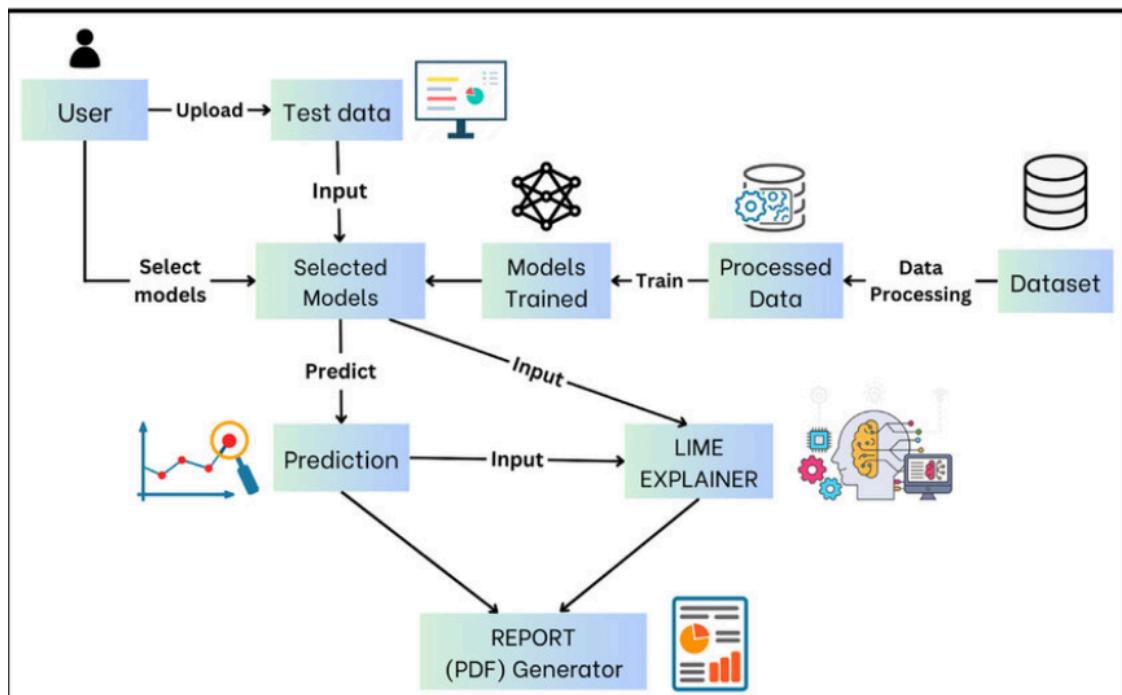 User
Upload
Test data
Input
Select
models
Selected
Models
Models
Trained
Train
Processed
Data
Data
Processing
Dataset
Predict
Input
Prediction
Input
LIME
EXPLAINER
REPORT
(PDF) Generator